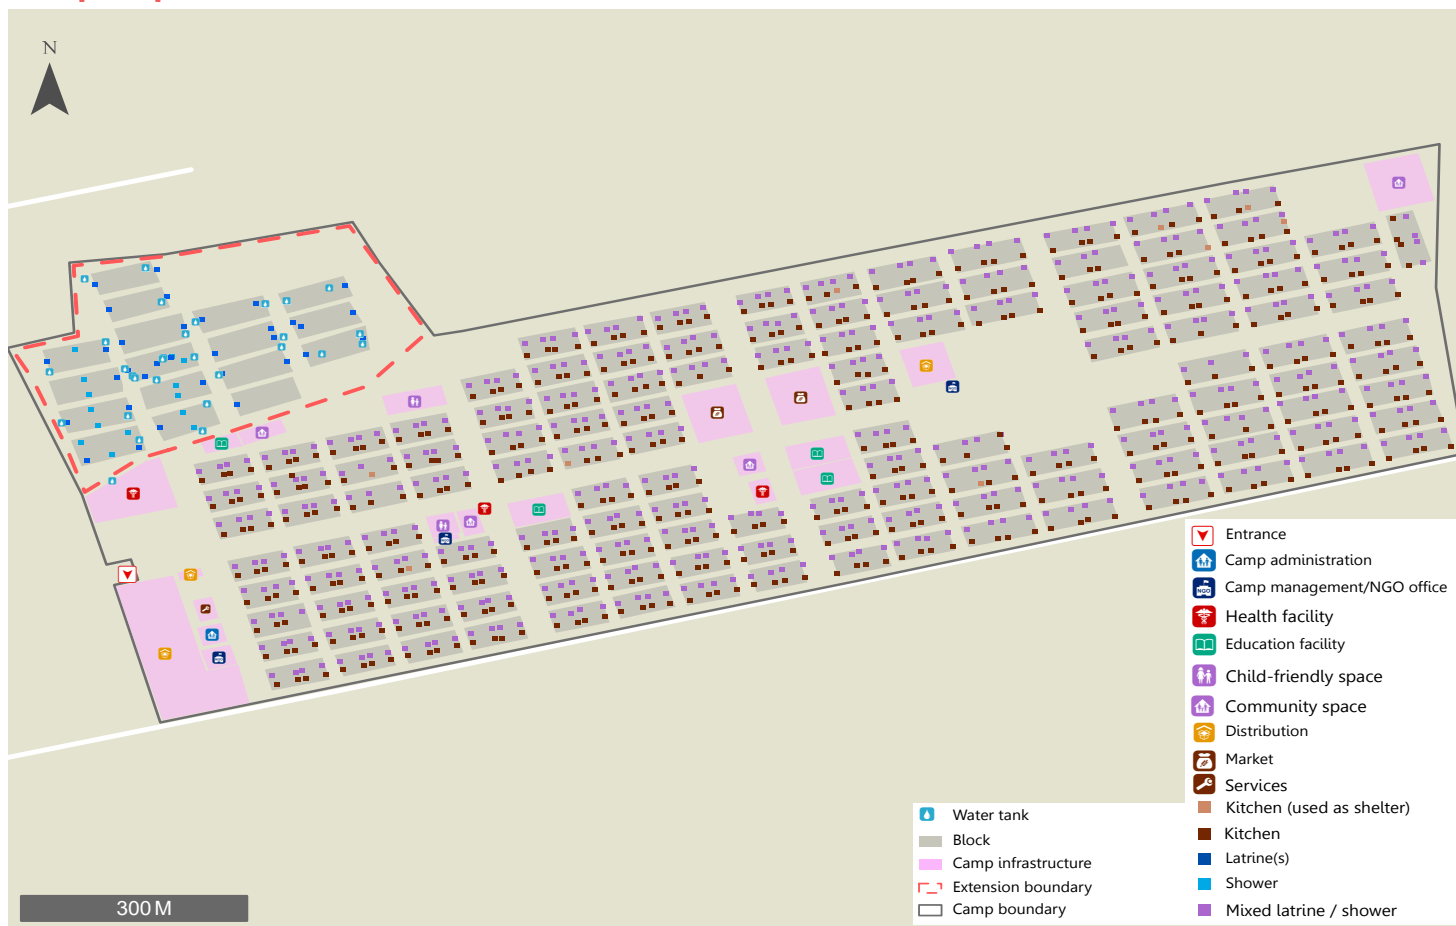 N
Entrance
Camp administration
NGO
Camp management/NGO office
Health facility
Education facility
Child-friendly space
Community space
Distribution
Market
Services
Kitchen (used as shelter)
Kitchen
Latrine(s)
Shower
Mixed latrine / shower
Water tank
Block
Camp infrastructure
Extension boundary
Camp boundary
300 M